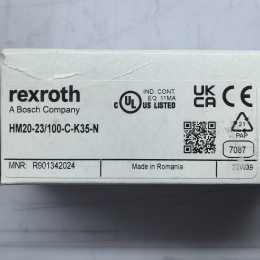 rexroth
A Bosch Company
UL
US LISTED
IND. CONT.
EQ. 11MA
UK
CA
CE
21
PAP
HM20-23/100-C-K35-N
7087
MNR: R901342024
Made in Romania
22W39